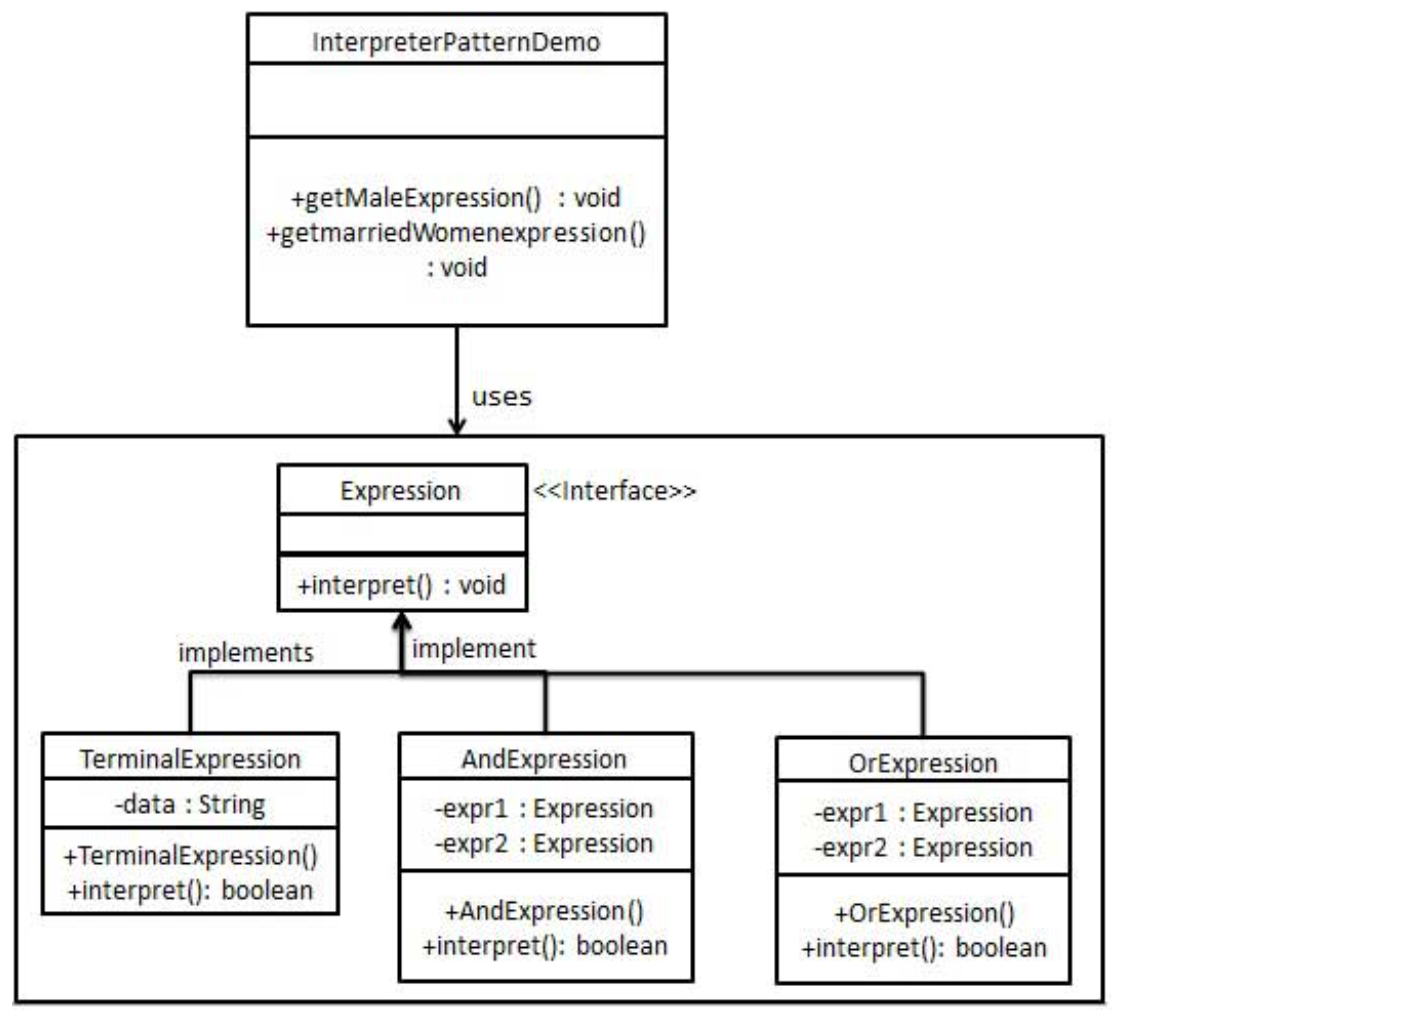 InterpreterPatternDemo
+getMaleExpression() : void
+getmarriedWomenexpression()
: void
uses
Expression
<<Interface>>
+interpret() : void
implements
implement
TerminalExpression
-data : String
+TerminalExpression()
+interpret(): boolean
AndExpression
-expr1 : Expression
-expr2 : Expression
+AndExpression()
+interpret(): boolean
OrExpression
-expr1 : Expression
-expr2 : Expression
+OrExpression()
+interpret(): boolean